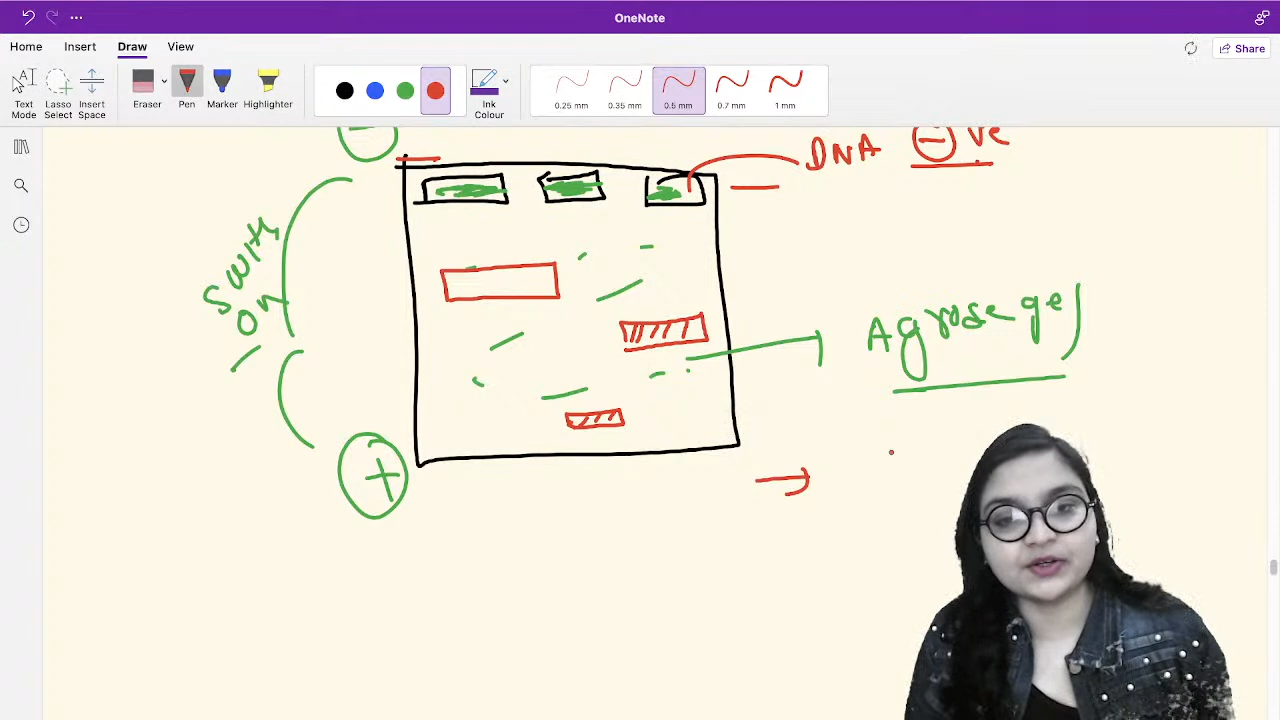 OneNote
Home Insert Draw View
Share
Text Mode
Lasso Select
Insert Space
Eraser
Pen
Marker
Highlighter
Ink Colour
0.25 mm
0.35 mm
0.5 mm
0.7 mm
1 mm
−
DNA − ve
Swith
On
Agrose gel
+